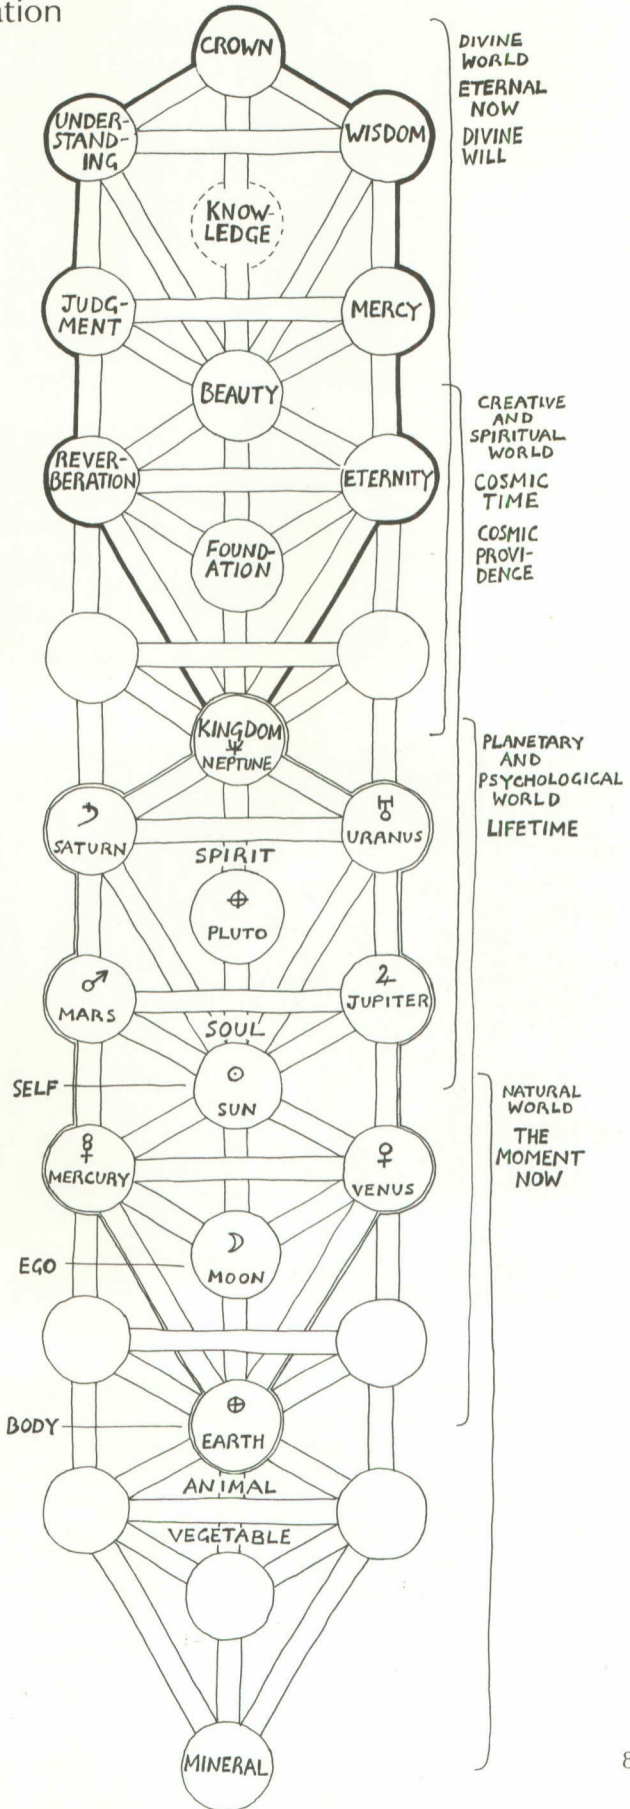 ation
CROWN
UNDER-
STAND-
ING
WISDOM
KNOW-
LEDGE
JUDG-
MENT
MERCY
BEAUTY
REVER-
BERATION
ETERNITY
FOUND-
ATION
KINGDOM
♆
NEPTUNE
♄
SATURN
♅
URANUS
SPIRIT
PLUTO
♂
MARS
♃
JUPITER
SOUL
SELF
☉
SUN
☿
MERCURY
♀
VENUS
EGO
☽
MOON
BODY
⊕
EARTH
ANIMAL
VEGETABLE
MINERAL
DIVINE
WORLD
ETERNAL
NOW
DIVINE
WILL
CREATIVE
AND
SPIRITUAL
WORLD
COSMIC
TIME
COSMIC
PROVI-
DENCE
PLANETARY
AND
PSYCHOLOGICAL
WORLD
LIFETIME
NATURAL
WORLD
THE
MOMENT
NOW
8